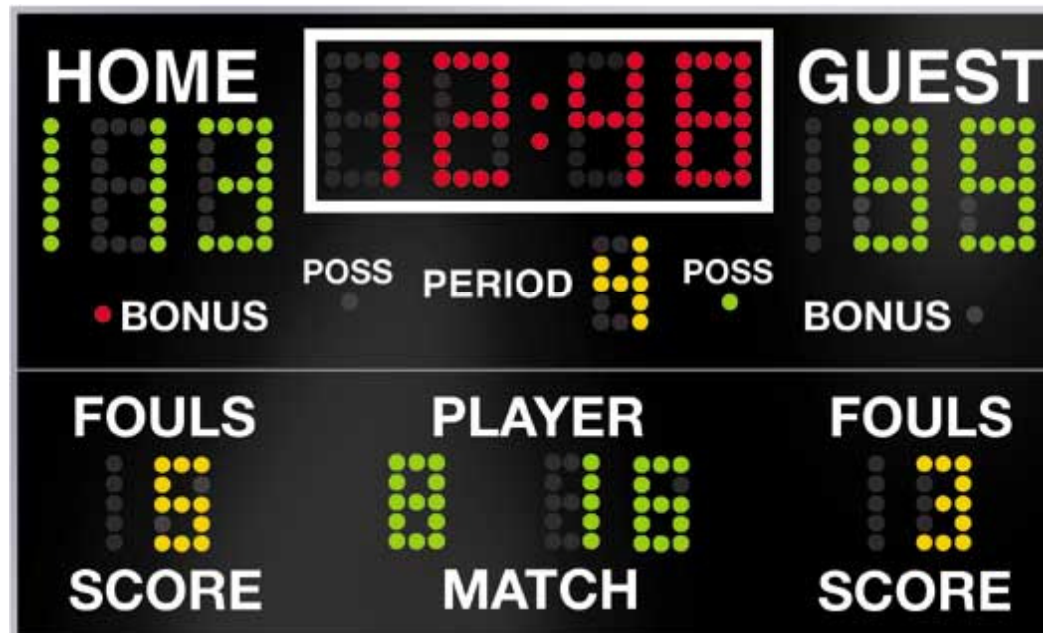 HOME 12:48 GUEST
113 99
POSS PERIOD 4 POSS
BONUS BONUS
FOULS PLAYER FOULS
5 8 16 3
SCORE MATCH SCORE